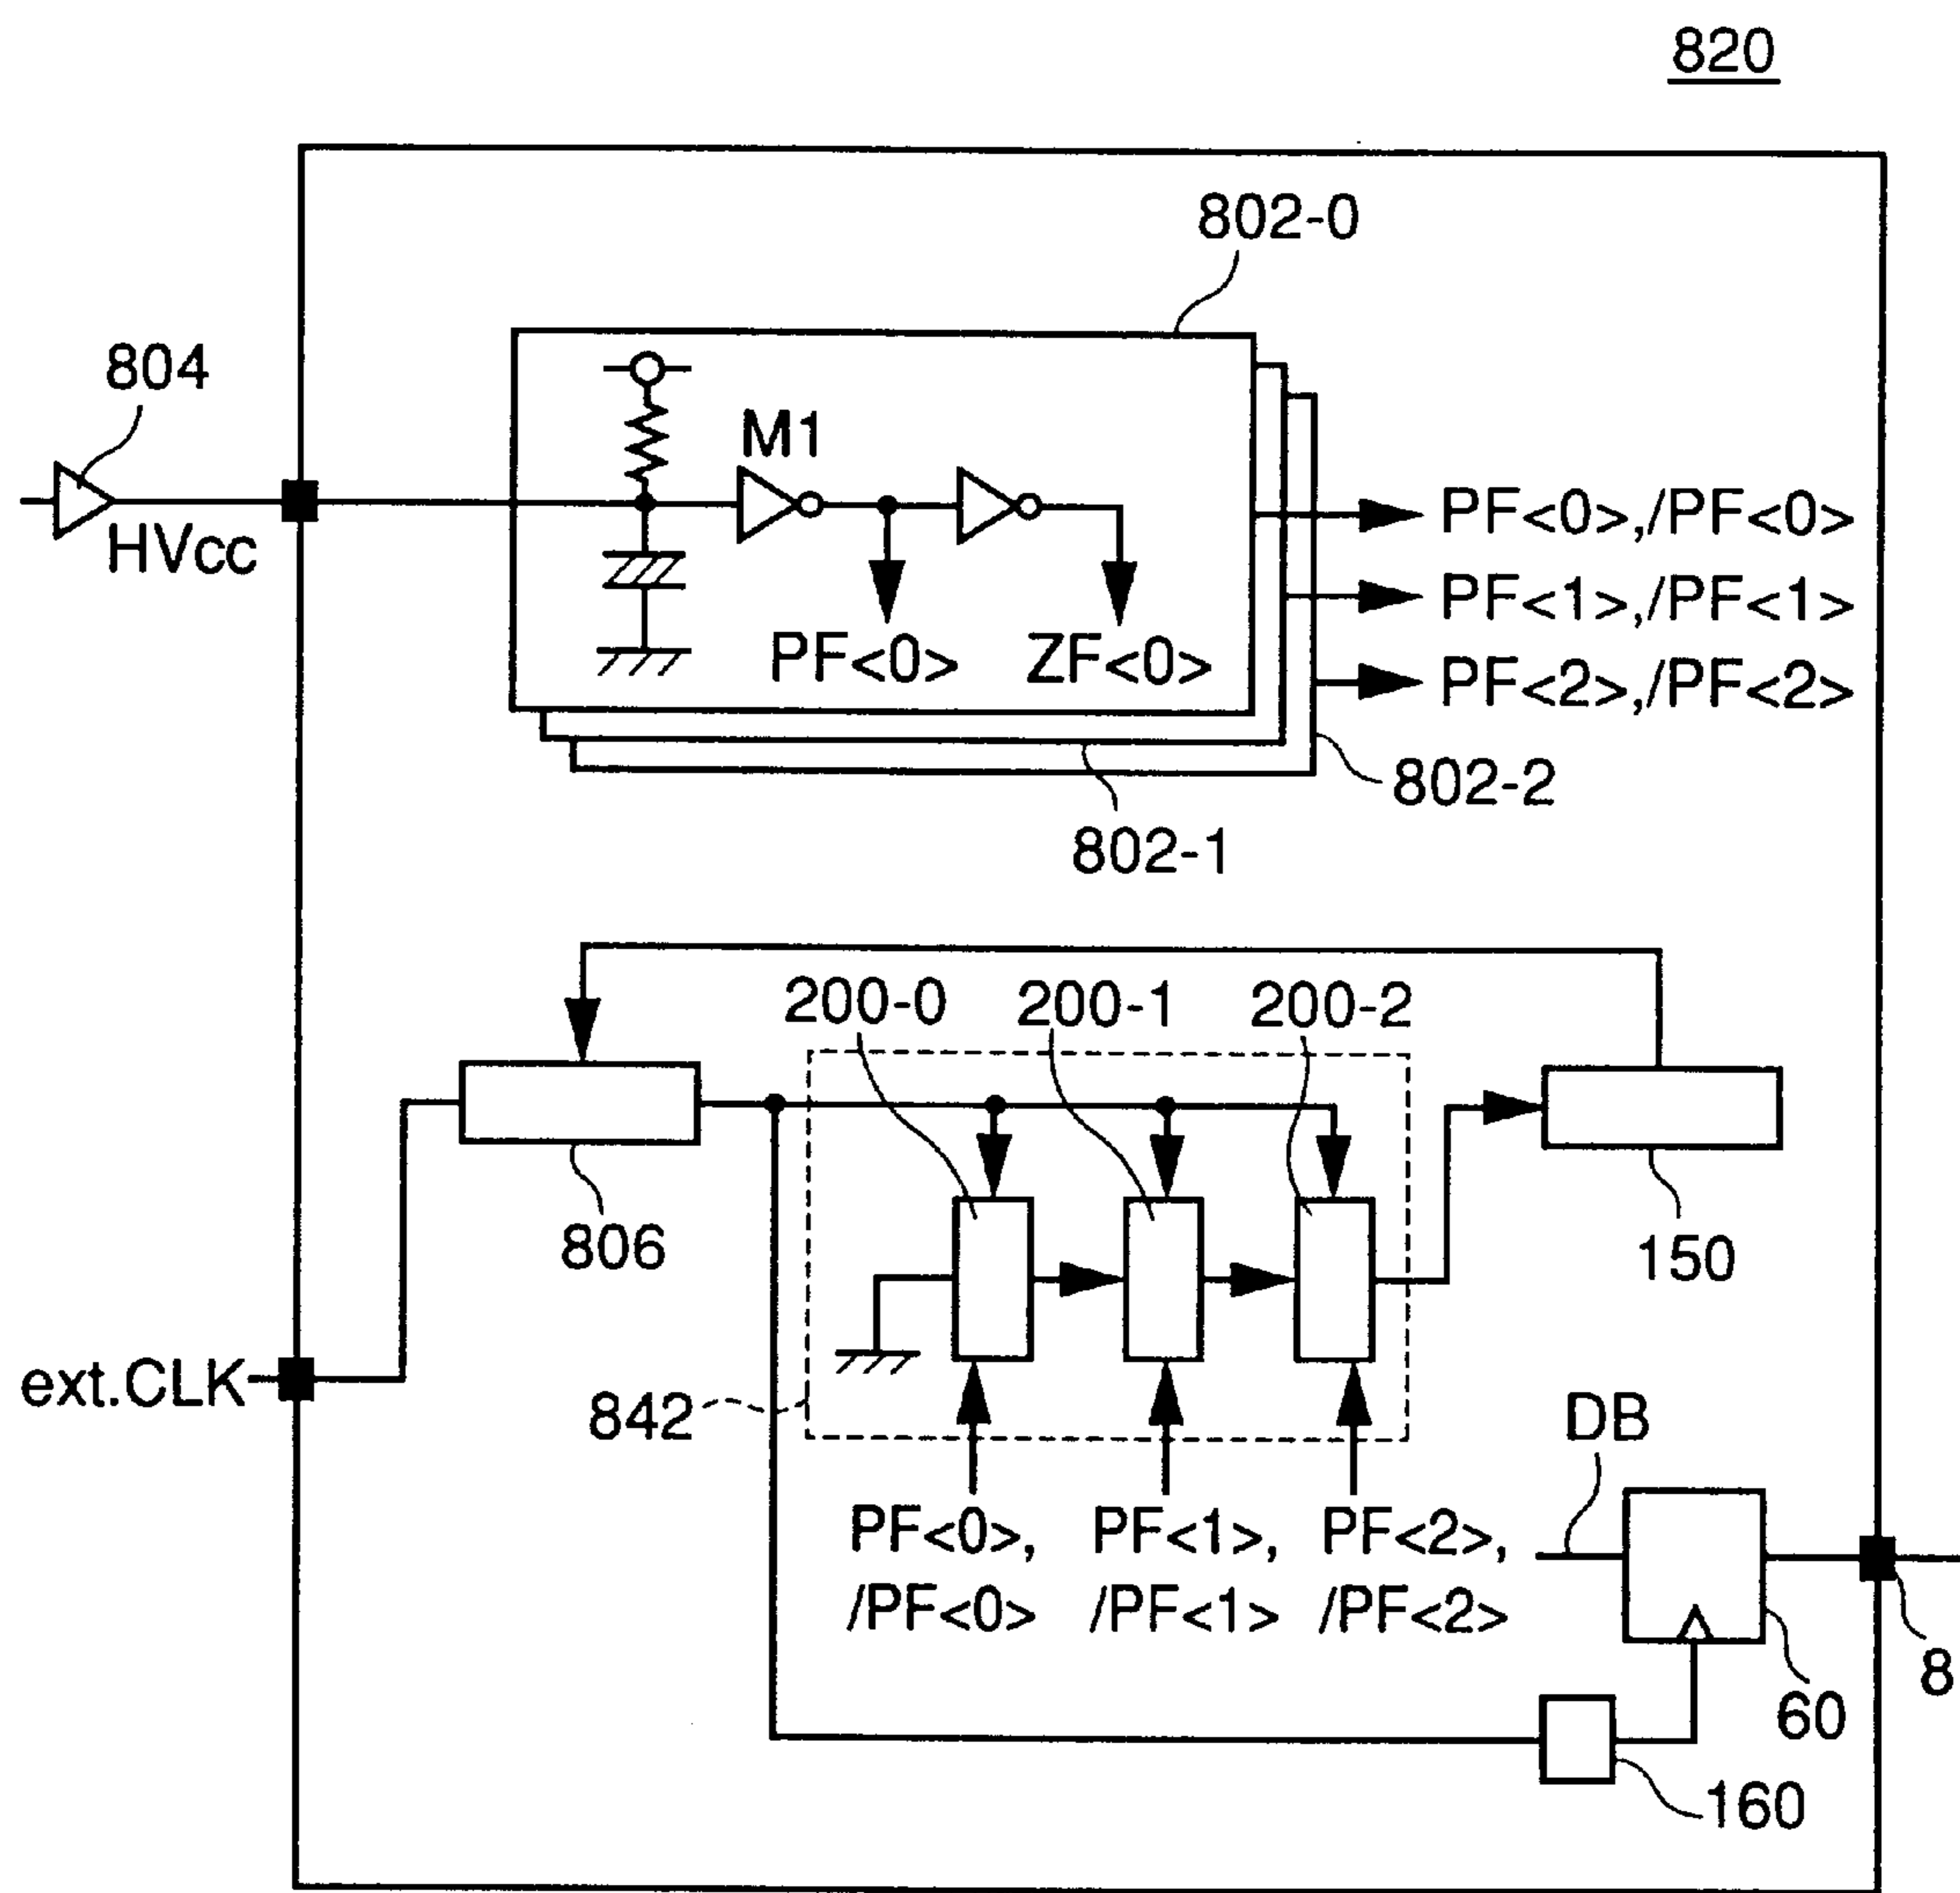 820
802-0
804
M1
HVcc
PF<0>,/PF<0>
PF<1>,/PF<1>
PF<2>,/PF<2>
PF<0>
ZF<0>
802-2
802-1
200-0
200-1
200-2
806
150
ext.CLK
842
DB
PF<0>,
/PF<0>
PF<1>,
/PF<1>
PF<2>,
/PF<2>
8
60
160